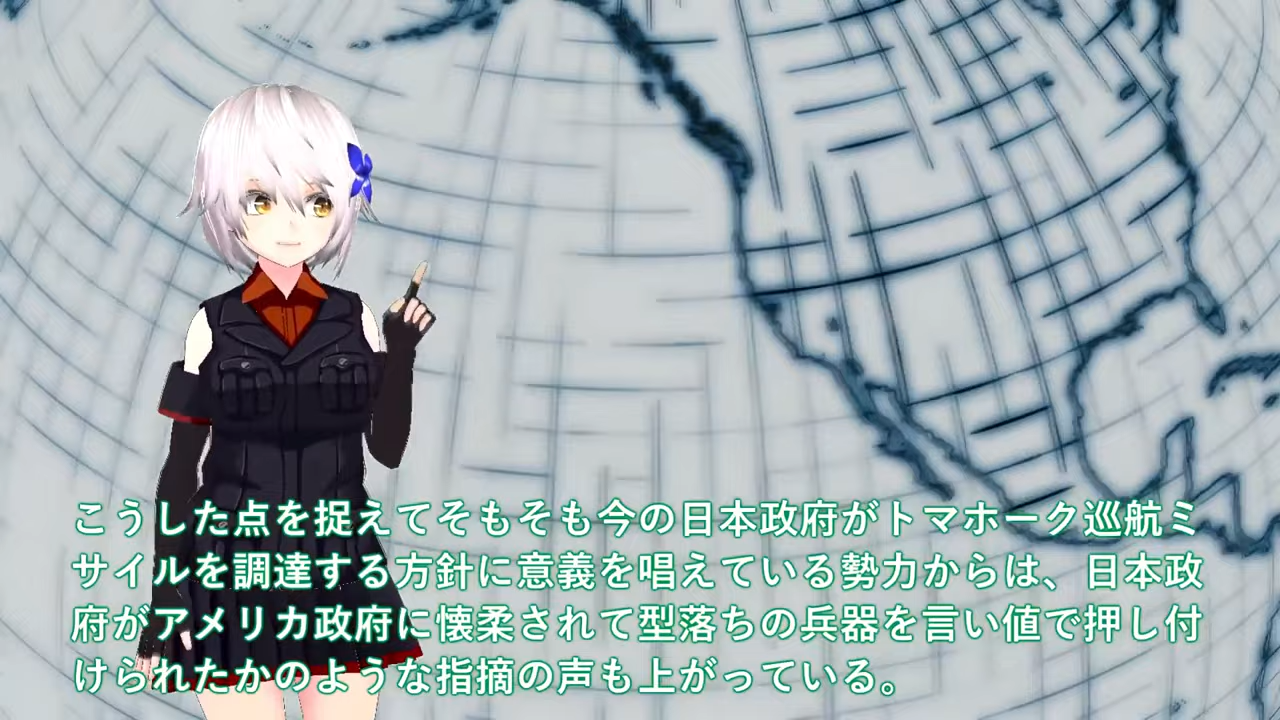 こうした点を捉えてそもそも今の日本政府がトマホーク巡航ミ
サイルを調達する方針に意義を唱えている勢力からは、日本政
府がアメリカ政府に懐柔されて型落ちの兵器を言い値で押し付
けられたかのような指摘の声も上がっている。